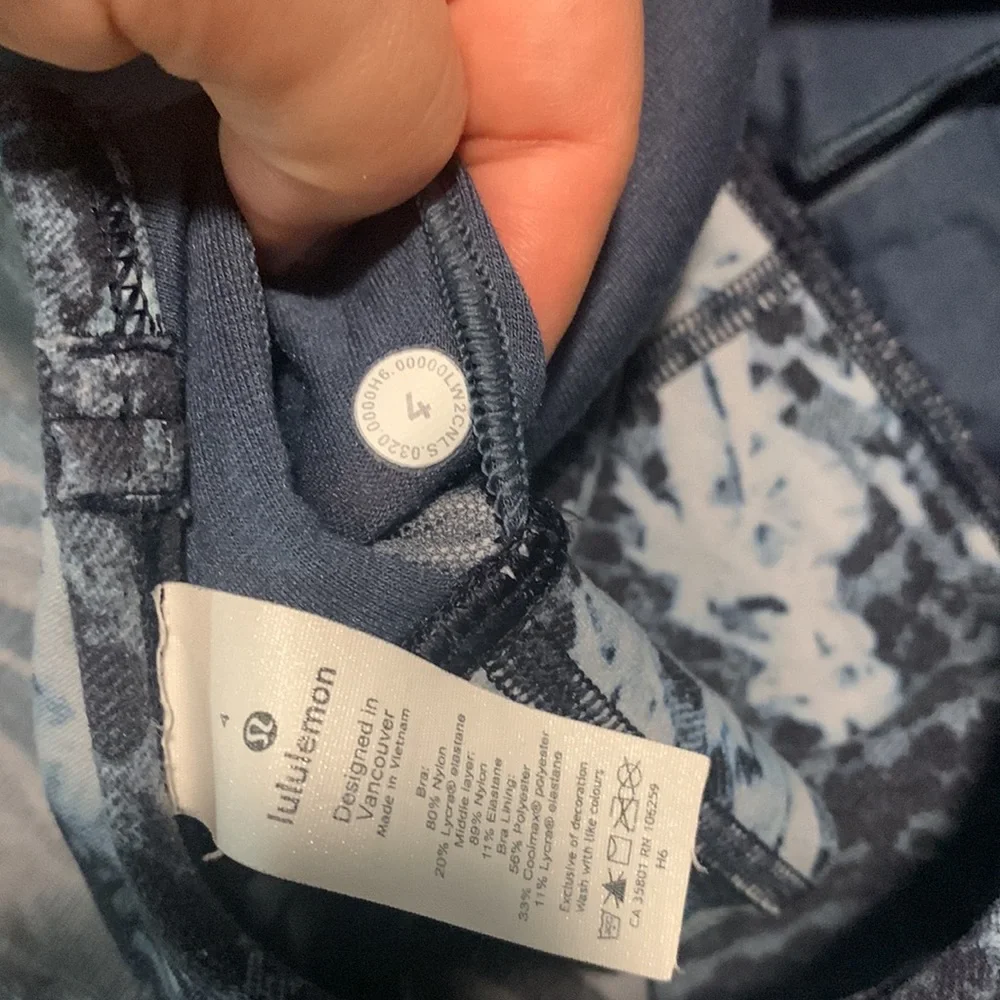 4
0000H6.00000LW2CNLS.0320
4
lululemon
Designed in
Vancouver
Made in Vietnam
Bra:
80% Nylon
20% Lycra® elastane
Middle layer:
89% Nylon
11% Elastane
Bra Lining:
56% Polyester
33% Coolmax® polyester
11% Lycra® elastane
Exclusive of decoration
Wash with like colours
CA 35801 RN 106259
H6